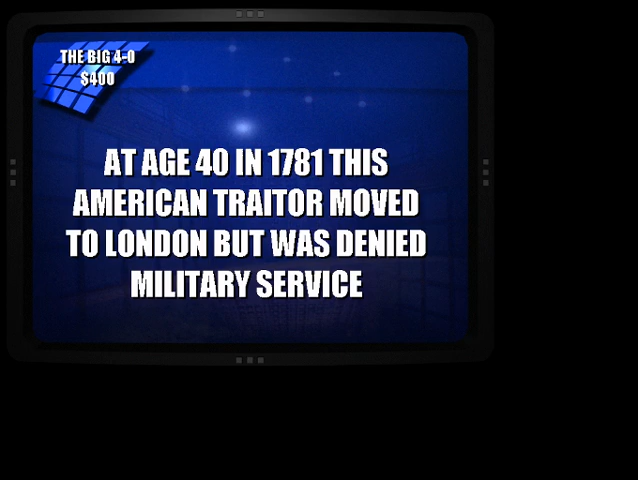 THE BIG 4-0
$400
AT AGE 40 IN 1781 THIS
AMERICAN TRAITOR MOVED
TO LONDON BUT WAS DENIED
MILITARY SERVICE